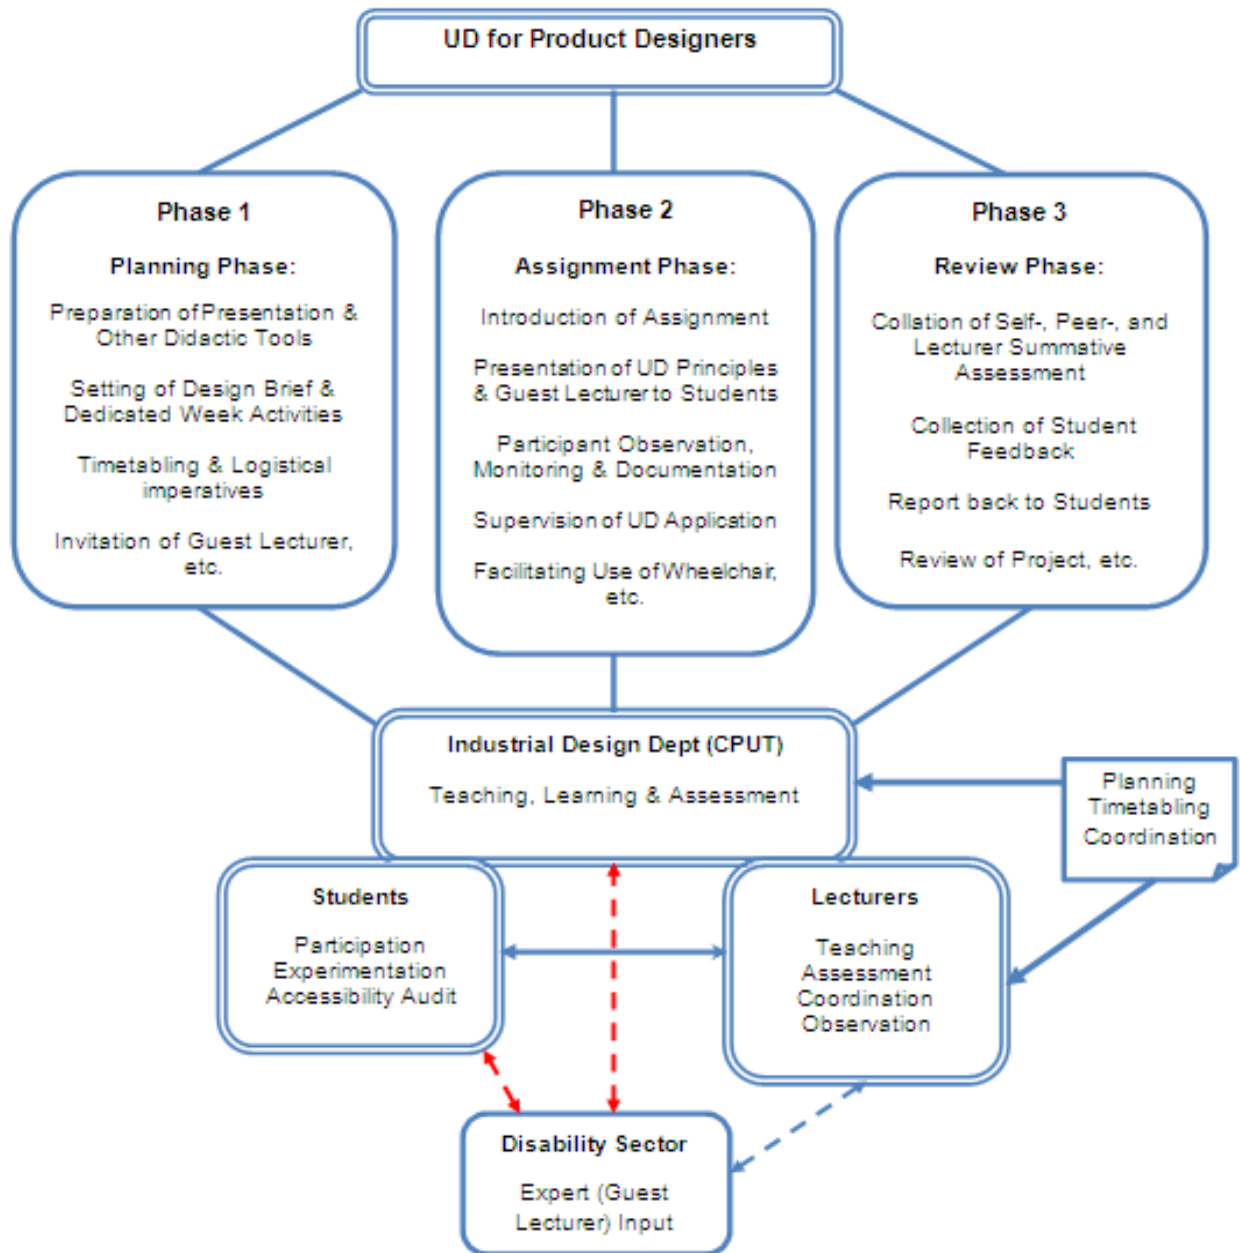 UD for Product Designers
Phase 1
Planning Phase:
Preparation of Presentation &
Other Didactic Tools
Setting of Design Brief &
Dedicated Week Activities
Timetabling & Logistical
imperatives
Invitation of Guest Lecturer,
etc.
Phase 2
Assignment Phase:
Introduction of Assignment
Presentation of UD Principles
& Guest Lecturer to Students
Participant Observation,
Monitoring & Documentation
Supervision of UD Application
Facilitating Use of Wheelchair,
etc.
Phase 3
Review Phase:
Collation of Self-, Peer-, and
Lecturer Summative
Assessment
Collection of Student
Feedback
Report back to Students
Review of Project, etc.
Industrial Design Dept (CPUT)
Teaching, Learning & Assessment
Planning
Timetabling
Coordination
Students
Participation
Experimentation
Accessibility Audit
Lecturers
Teaching
Assessment
Coordination
Observation
Disability Sector
Expert (Guest
Lecturer) Input